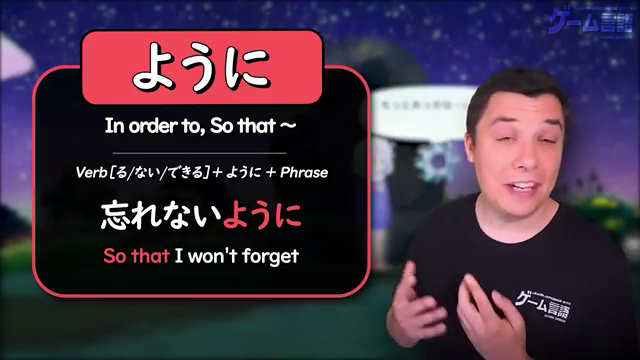 ように
In order to, So that ～
Verb[る/ない/できる]+ ように + Phrase
忘れないように
So that I won't forget
ゲーム言語
ゲーム言語